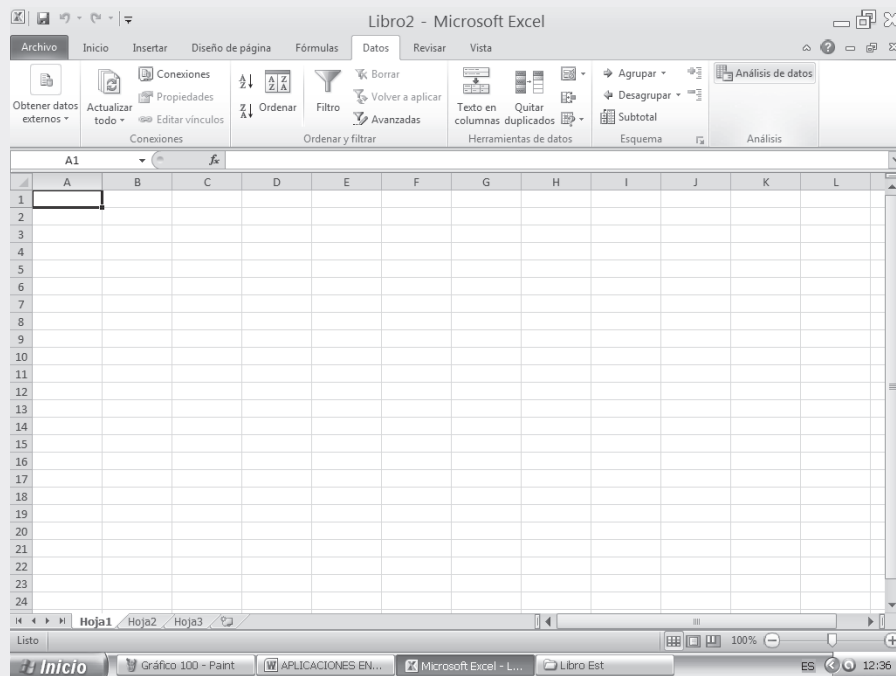 Libro2 - Microsoft Excel
Archivo Inicio Insertar Diseño de página Fórmulas Datos Revisar Vista
Obtener datos externos
Actualizar todo
Conexiones
Propiedades
Editar vínculos
Conexiones
Ordenar
Filtro
Borrar
Volver a aplicar
Avanzadas
Ordenar y filtrar
Texto en columnas
Quitar duplicados
Herramientas de datos
Agrupar
Desagrupar
Subtotal
Esquema
Análisis de datos
Análisis
A1 fx
A B C D E F G H I J K L
1
2
3
4
5
6
7
8
9
10
11
12
13
14
15
16
17
18
19
20
21
22
23
24
Hoja1 Hoja2 Hoja3
Listo 100%
Inicio Gráfico 100 - Paint APLICACIONES EN... Microsoft Excel - L... Libro Est ES 12:36